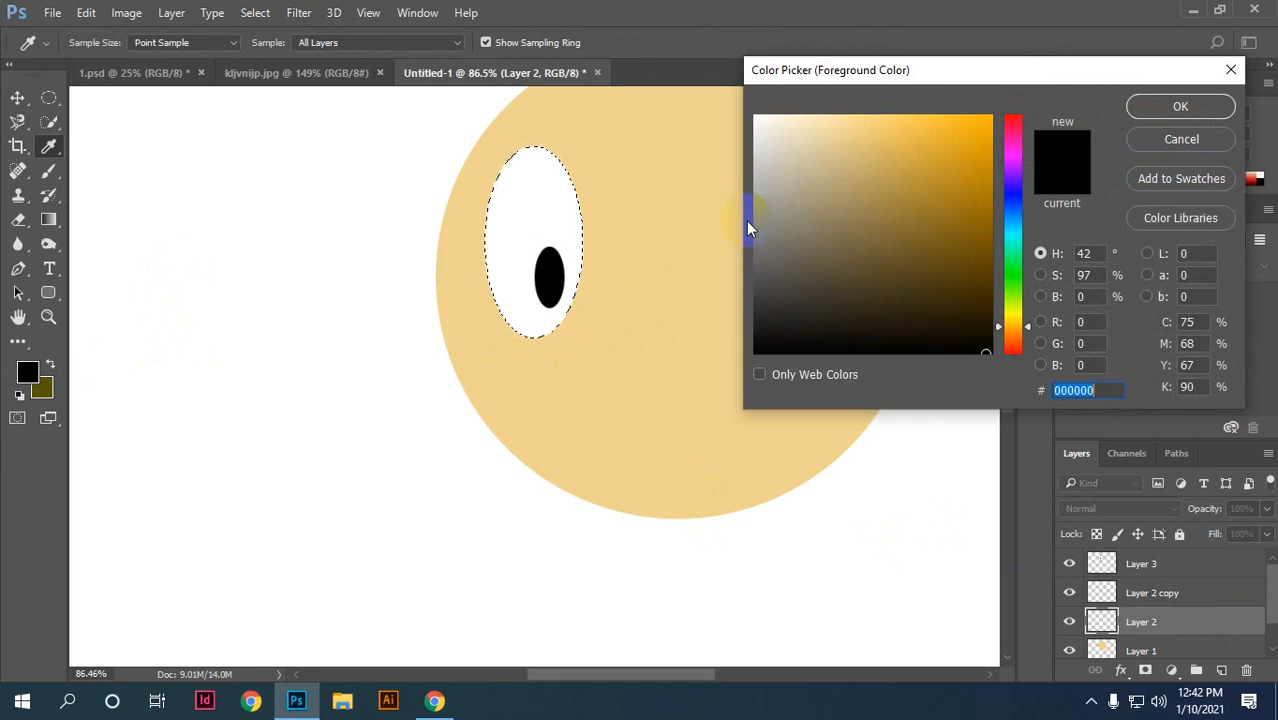 Ps File Edit Image Layer Type Select Filter 3D View Window Help
Sample Size: Point Sample Sample: All Layers Show Sampling Ring
1.psd @ 25% (RGB/8) * kljvnijp.jpg @ 149% (RGB/8#) Untitled-1 @ 86.5% (Layer 2, RGB/8) *
Color Picker (Foreground Color)
new
current
OK
Cancel
Add to Swatches
Color Libraries
H: 42 ° L: 0
S: 97 % a: 0
B: 0 % b: 0
R: 0 C: 75 %
G: 0 M: 68 %
B: 0 Y: 67 %
# 000000 K: 90 %
Only Web Colors
Layers Channels Paths
Kind
Normal Opacity: 100%
Lock: Fill: 100%
Layer 3
Layer 2 copy
Layer 2
Layer 1
fx
86.46% Doc: 9.01M/14.0M
Id Ps Ai
12:42 PM
1/10/2021